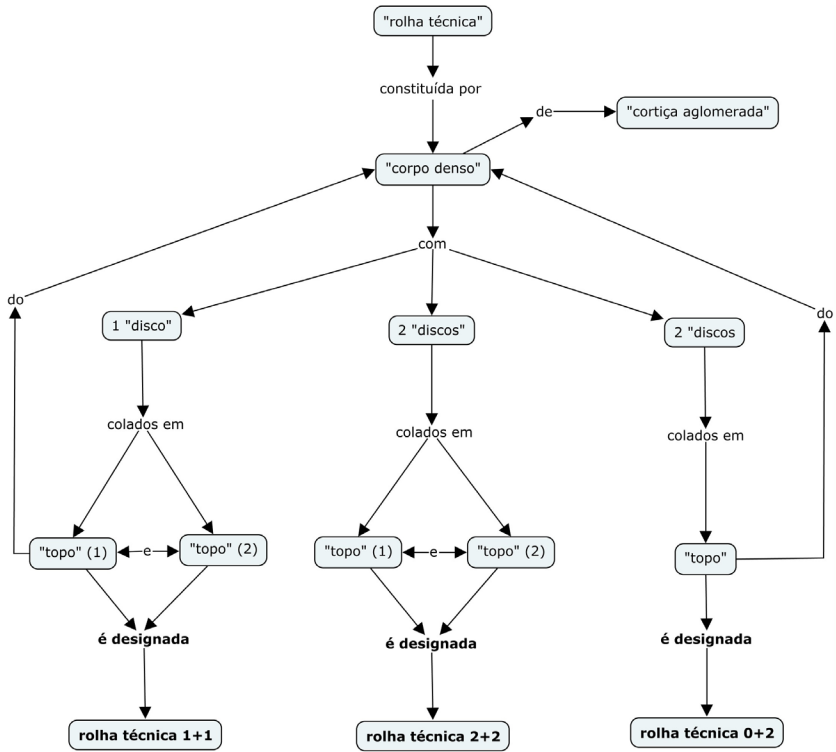 "rolha técnica"
constituída por
de
"cortiça aglomerada"
"corpo denso"
com
do
do
1 "disco"
2 "discos"
2 "discos
colados em
colados em
colados em
"topo" (1)
e
"topo" (2)
"topo" (1)
e
"topo" (2)
"topo"
é designada
é designada
é designada
rolha técnica 1+1
rolha técnica 2+2
rolha técnica 0+2